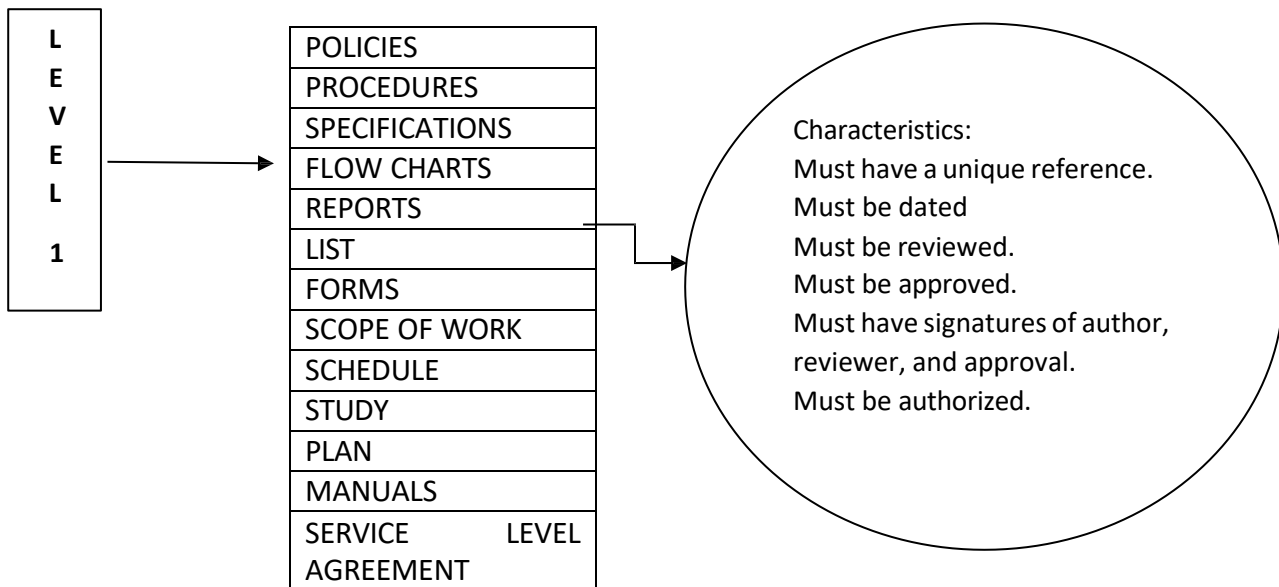 L
E
V
E
L
1
POLICIES
PROCEDURES
SPECIFICATIONS
FLOW CHARTS
REPORTS
LIST
FORMS
SCOPE OF WORK
SCHEDULE
STUDY
PLAN
MANUALS
SERVICE LEVEL
AGREEMENT
Characteristics:
Must have a unique reference.
Must be dated
Must be reviewed.
Must be approved.
Must have signatures of author,
reviewer, and approval.
Must be authorized.